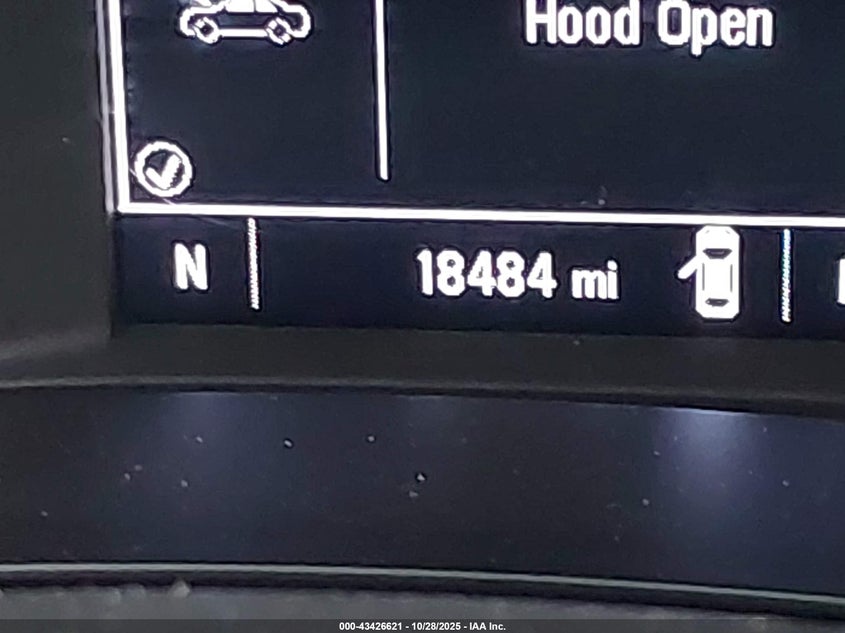 Hood Open
N 18484 mi
000-43426621 - 10/28/2025 - IAA Inc.